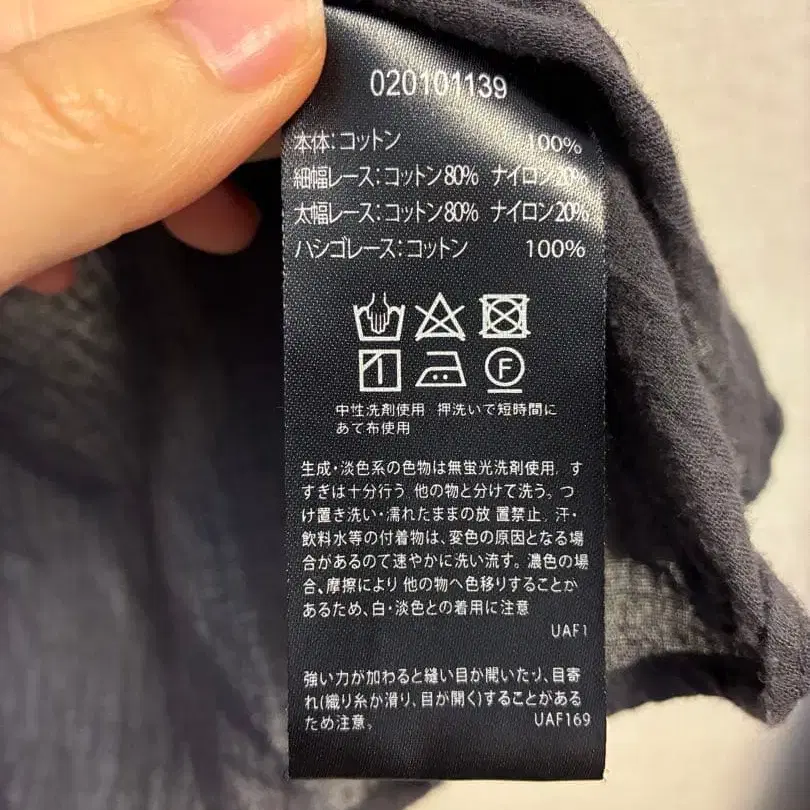 020101139
本体:コットン 100%
細幅レース:コットン80% ナイロン20%
太幅レース:コットン80% ナイロン20%
ハシゴレース:コットン 100%
F
中性洗剤使用 押洗いで短時間に
あて布使用
生成・淡色系の色物は無蛍光洗剤使用. す
すぎは十分行う 他の物と分けて洗う。つ
け置き洗い・濡れたままの放 置禁止. 汗・
飲料水等の付着物は、変色の原因となる場
合があるので速やかに洗い流す。濃色の場
合、摩擦により 他の物へ色移りすることか
あるため、白・淡色との着用に注意
UAF1
強い力が加わると縫い目か開いたり、目寄
れ(織り糸か滑り、目が開く)することがある
ため注意。 UAF169